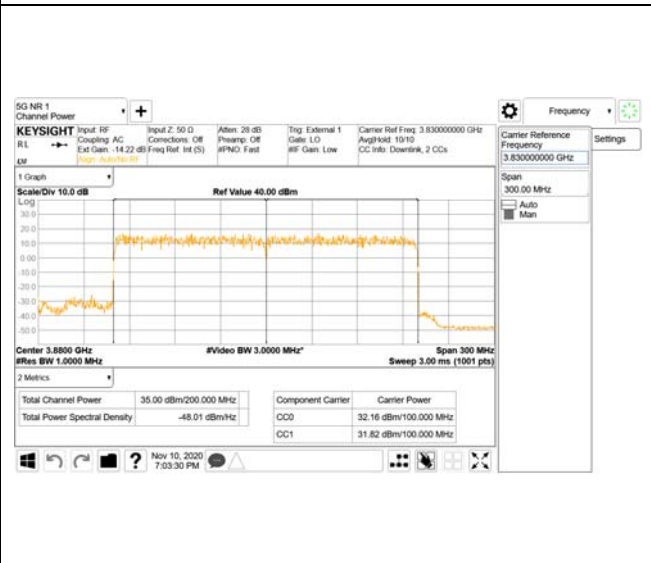 5G NR 1
Channel Power
Frequency
KEYSIGHT
Input: RF
Input Z: 50 Ω
Atten: 28 dB
Trig: External 1
Carrier Ref Freq: 3.830000000 GHz
RL
Coupling: AC
Corrections: Off
Preamp: Off
Gate: LO
Avg|Hold: 10/10
Ext Gain: -14.22 dB
Freq Ref: Int (S)
#PNO: Fast
#IF Gain: Low
CC Info: Downlink, 2 CCs
Align: Auto/No RF
Carrier Reference
Frequency
3.830000000 GHz
Settings
Span
300.00 MHz
Auto
Man
1 Graph
Scale/Div 10.0 dB
Ref Value 40.00 dBm
Log
30.0
20.0
10.0
0.00
-10.0
-20.0
-30.0
-40.0
-50.0
Center 3.8800 GHz
#Video BW 3.0000 MHz*
Span 300 MHz
#Res BW 1.0000 MHz
Sweep 3.00 ms (1001 pts)
2 Metrics
Total Channel Power
35.00 dBm/200.000 MHz
Total Power Spectral Density
-48.01 dBm/Hz
Component Carrier
Carrier Power
CC0
32.16 dBm/100.000 MHz
CC1
31.82 dBm/100.000 MHz
Nov 10, 2020
7:03:30 PM